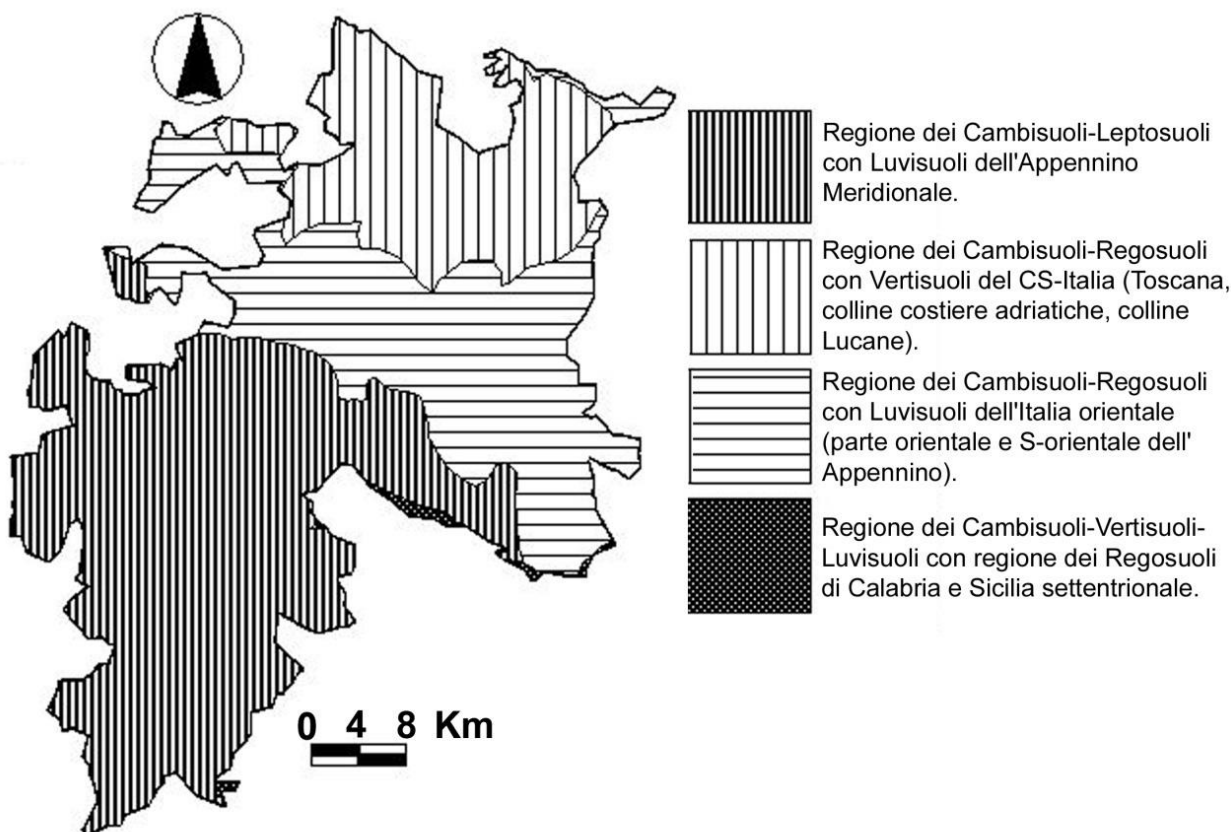 Regione dei Cambisuoli-Leptosuoli
con Luvisuoli dell'Appennino
Meridionale.
Regione dei Cambisuoli-Regosuoli
con Vertisuoli del CS-Italia (Toscana,
colline costiere adriatiche, colline
Lucane).
Regione dei Cambisuoli-Regosuoli
con Luvisuoli dell'Italia orientale
(parte orientale e S-orientale dell'
Appennino).
Regione dei Cambisuoli-Vertisuoli-
Luvisuoli con regione dei Regosuoli
di Calabria e Sicilia settentrionale.
0 4 8 Km